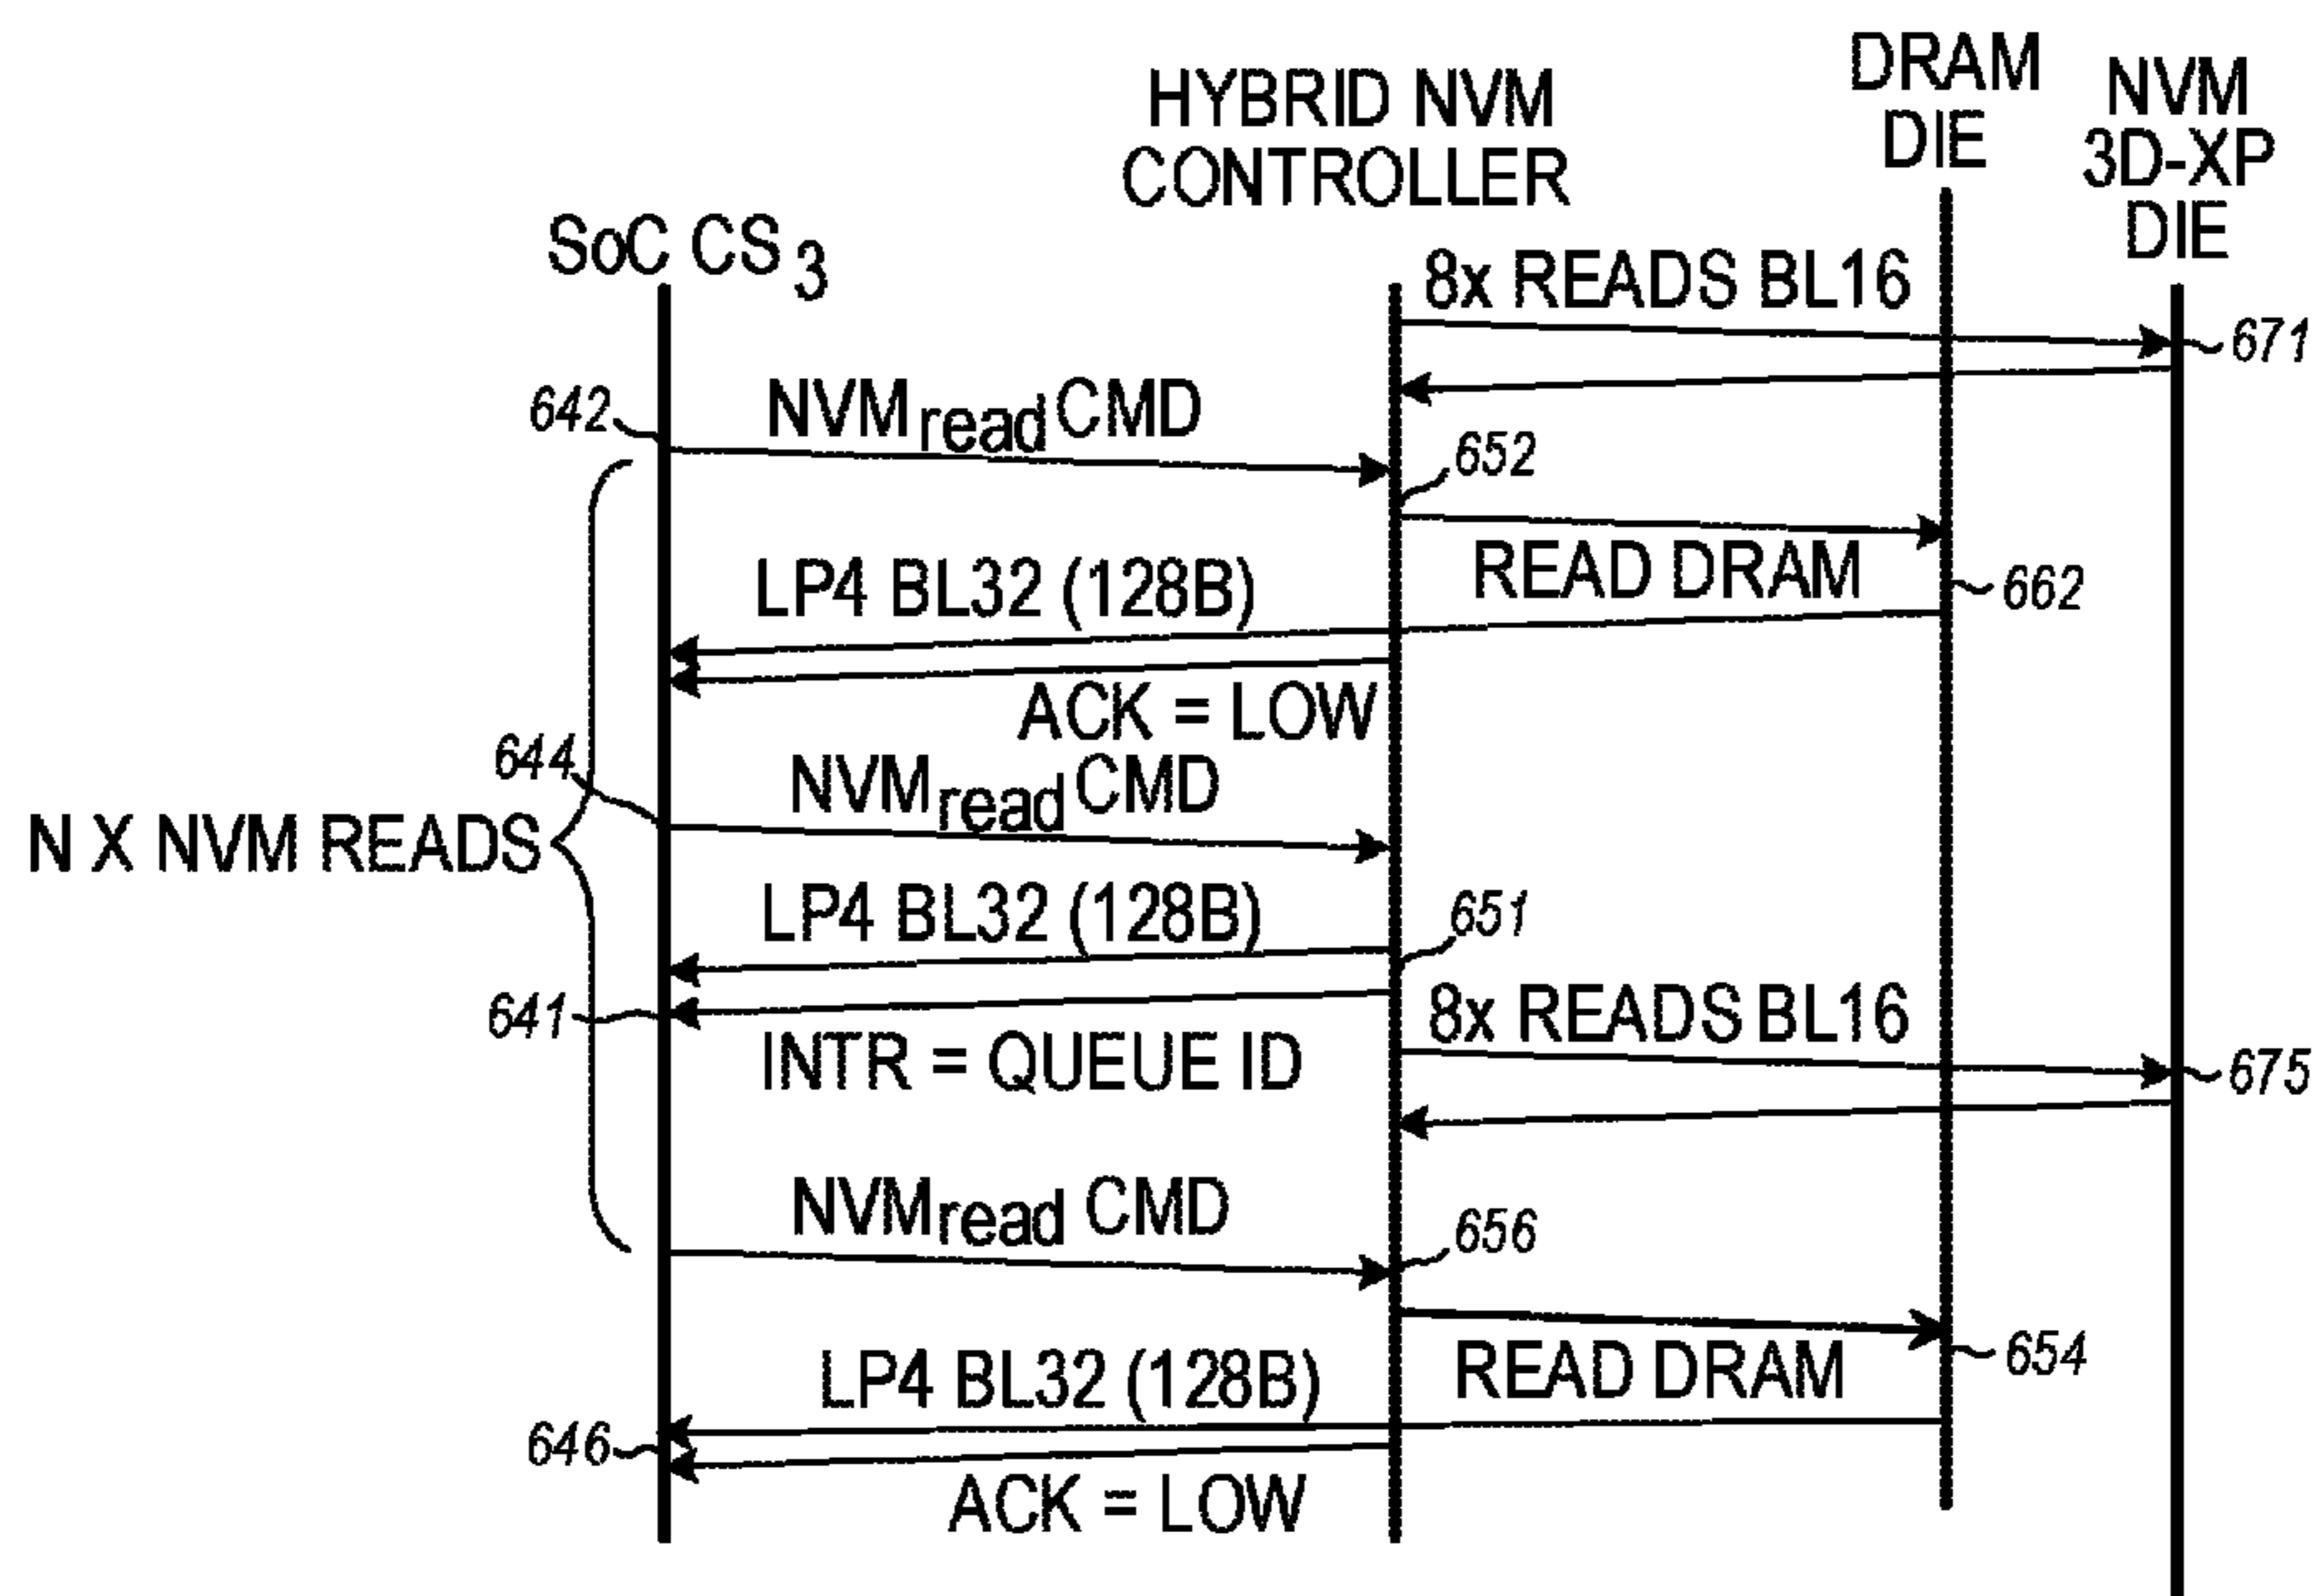 HYBRID NVM
CONTROLLER
DRAM
DIE
NVM
3D-XP
DIE
SoC CS3
8x READS BL16
671
642
NVMread CMD
652
READ DRAM
662
LP4 BL32 (128B)
ACK = LOW
644
NVMread CMD
N X NVM READS
LP4 BL32 (128B)
651
641
INTR = QUEUE ID
8x READS BL16
675
NVMread CMD
656
READ DRAM
654
LP4 BL32 (128B)
646
ACK = LOW